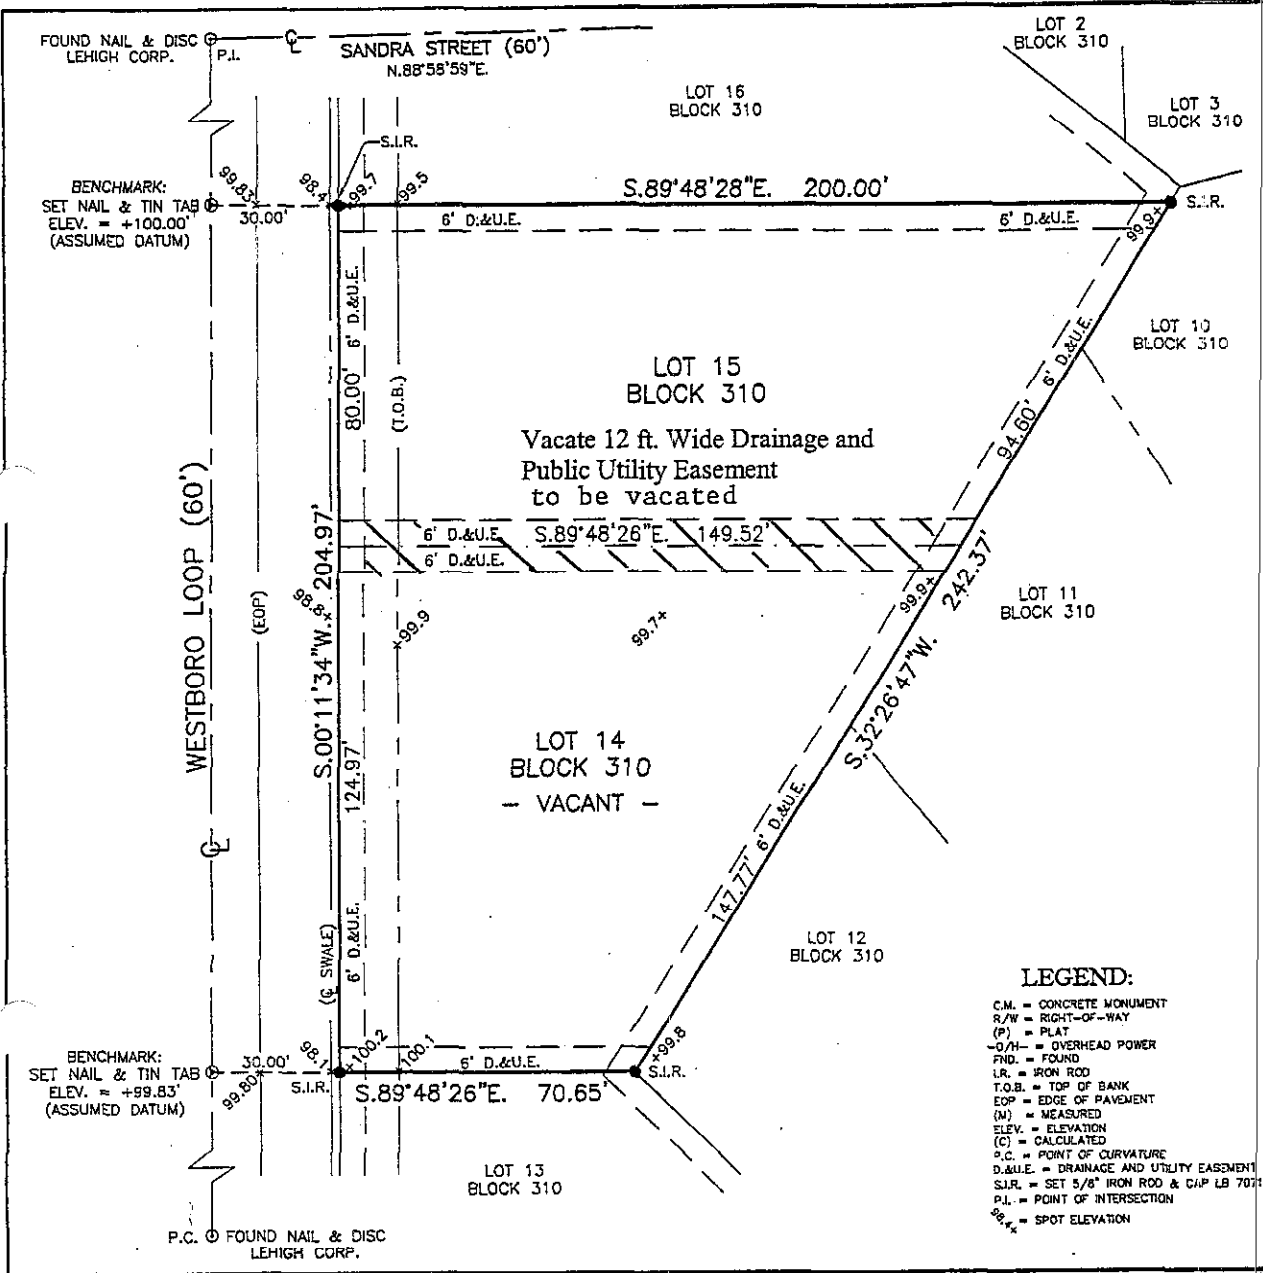 FOUND NAIL & DISC
LEHIGH CORP.
P.I.
℄
SANDRA STREET (60')
N.88°58'59"E.
LOT 2
BLOCK 310
LOT 3
BLOCK 310
LOT 16
BLOCK 310
S.I.R.
BENCHMARK:
SET NAIL & TIN TAB
ELEV. = +100.00'
(ASSUMED DATUM)
99.83
30.00'
98.4
+99.7
99.5
S.89°48'28"E. 200.00'
6' D.&U.E.
6' D.&U.E.
S.I.R.
99.9+
LOT 10
BLOCK 310
6' D.&U.E.
80.00'
(T.O.B.)
LOT 15
BLOCK 310
6' D.&U.E.
94.60'
Vacate 12 ft. Wide Drainage and
Public Utility Easement
to be vacated
6' D.&U.E. S.89°48'26"E. 149.52'
6' D.&U.E.
WESTBORO LOOP (60')
(EOP)
S.00°11'34"W. 204.97'
98.8+
+99.9
99.7+
99.9+
S.32°26'47"W. 242.37'
LOT 11
BLOCK 310
LOT 14
BLOCK 310
- VACANT -
124.97'
6' D.&U.E.
147.77' 6' D.&U.E.
℄
(℄ SWALE)
LOT 12
BLOCK 310
BENCHMARK:
SET NAIL & TIN TAB
ELEV. = +99.83'
(ASSUMED DATUM)
30.00'
99.80
98.1
+100.2
+100.1
6' D.&U.E.
+99.8
S.I.R.
S.I.R.
S.89°48'26"E. 70.65'
LOT 13
BLOCK 310
P.C.
FOUND NAIL & DISC
LEHIGH CORP.
LEGEND:
C.M. = CONCRETE MONUMENT
R/W = RIGHT-OF-WAY
(P) = PLAT
-O/H- = OVERHEAD POWER
FND. = FOUND
I.R. = IRON ROD
T.O.B. = TOP OF BANK
EOP = EDGE OF PAVEMENT
(M) = MEASURED
ELEV. = ELEVATION
(C) = CALCULATED
P.C. = POINT OF CURVATURE
D.&U.E. = DRAINAGE AND UTILITY EASEMENT
S.I.R. = SET 5/8" IRON ROD & CAP LB 7071
P.I. = POINT OF INTERSECTION
= SPOT ELEVATION